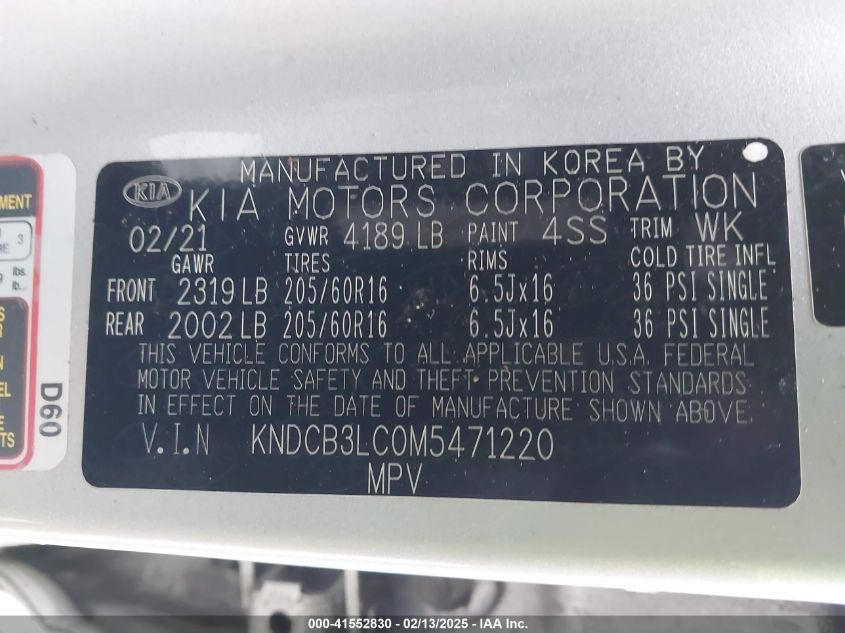 MANUFACTURED IN KOREA BY
KIA KIA MOTORS CORPORATION
02/21 GVWR 4189 LB PAINT 4SS TRIM WK
GAWR TIRES RIMS COLD TIRE INFL
FRONT 2319 LB 205/60R16 6.5Jx16 36 PSI SINGLE
REAR 2002 LB 205/60R16 6.5Jx16 36 PSI SINGLE
THIS VEHICLE CONFORMS TO ALL APPLICABLE U.S.A. FEDERAL
MOTOR VEHICLE SAFETY AND THEFT PREVENTION STANDARDS
IN EFFECT ON THE DATE OF MANUFACTURE SHOWN ABOVE.
V.I.N KNDCB3LC0M5471220
MPV
D60
000-41552830 - 02/13/2025 - IAA Inc.